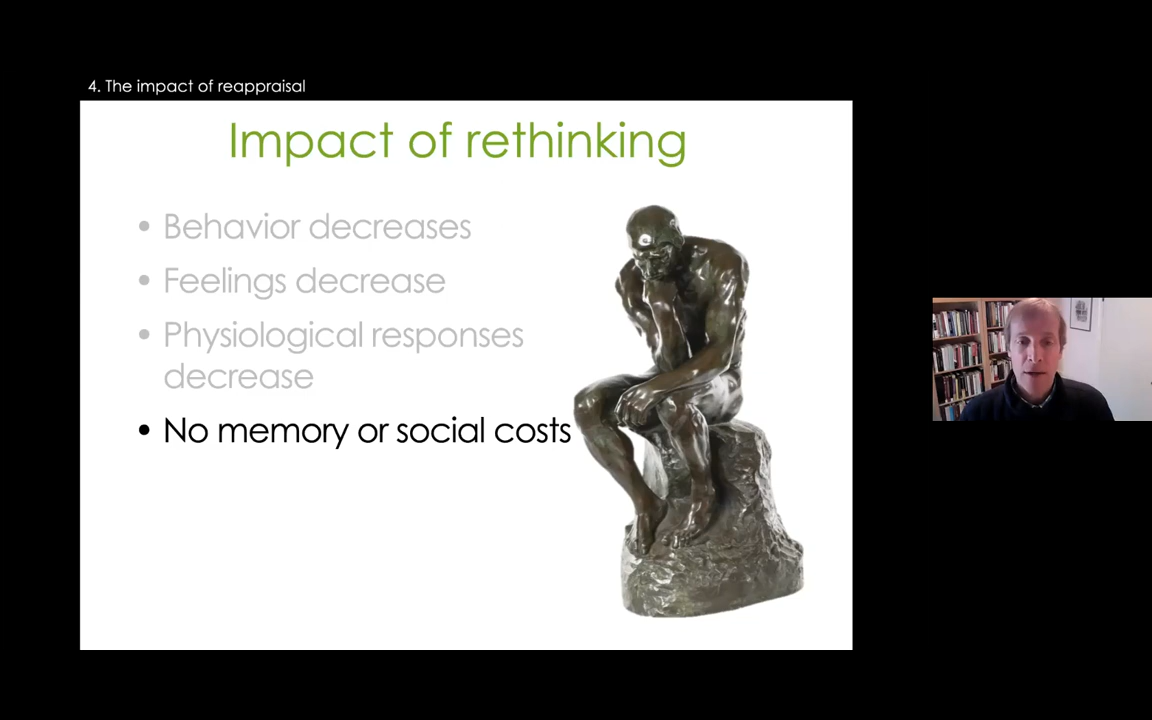 4. The impact of reappraisal
Impact of rethinking
• Behavior decreases
• Feelings decrease
• Physiological responses
decrease
• No memory or social costs